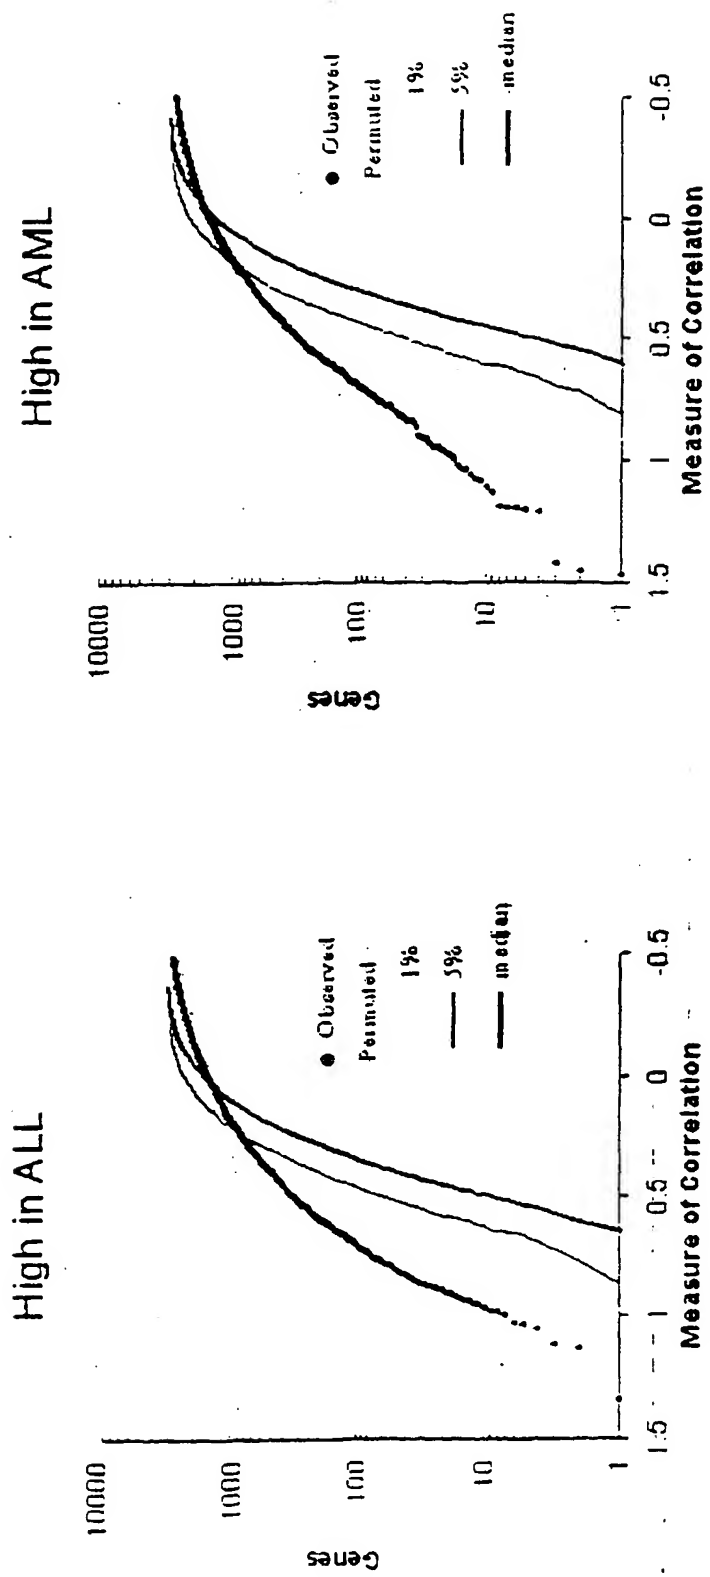 High in ALL
10000
1000
100
10
1
Genes
1.5
1
0.5
0
-0.5
Measure of Correlation
Observed
Permuted
1%
5%
median
High in AML
10000
1000
100
10
1
Genes
1.5
1
0.5
0
-0.5
Measure of Correlation
Observed
Permuted
1%
5%
median